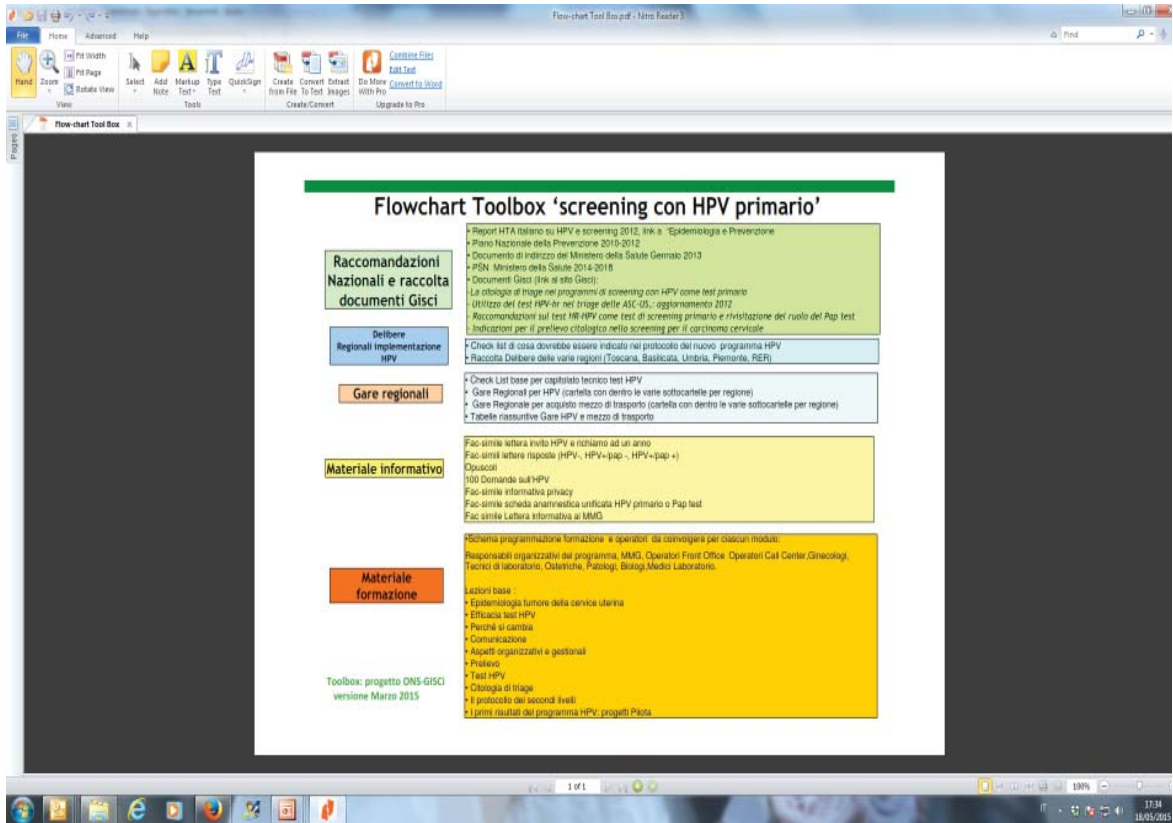 Flow-chart Tool Box.pdf - Nitro Reader 3
File Home Advanced Help
Find
Hand
Zoom
Fit Width
Fit Page
Rotate View
View
Select
Add Note
Markup Text
Type Text
QuickSign
Tools
Create from File
Convert To Text
Extract Images
Create/Convert
Do More With Pro
Combine Files
Edit Text
Convert to Word
Upgrade to Pro
Flow-chart Tool Box
Pages
Flowchart Toolbox ‘screening con HPV primario’
Raccomandazioni
Nazionali e raccolta
documenti Gisci
• Report HTA italiano su HPV e screening 2012, link a "Epidemiologia e Prevenzione
• Piano Nazionale della Prevenzione 2010-2012
• Documento di indirizzo del Ministero della Salute Gennaio 2013
• PSN Ministero della Salute 2014-2018
• Documenti Gisci (link al sito Gisci):
-La citologia di triage nei programmi di screening con HPV come test primario
- Utilizzo del test HPV-hr nel triage delle ASC-US,: aggiornamento 2012
- Raccomandazioni sul test HR-HPV come test di screening primario e rivisitazione del ruolo del Pap test
- Indicazioni per il prelievo citologico nello screening per il carcinoma cervicale
Delibere
Regionali implementazione
HPV
• Check list di cosa dovrebbe essere indicato nel protocollo del nuovo programma HPV
• Raccolta Delibere delle varie regioni (Toscana, Basilicata, Umbria, Piemonte, RER)
Gare regionali
• Check List base per capitolato tecnico test HPV
• Gare Regionali per HPV (cartella con dentro le varie sottocartelle per regione)
• Gare Regionale per acquisto mezzo di trasporto (cartella con dentro le varie sottocartelle per regione)
• Tabelle riassuntive Gare HPV e mezzo di trasporto
Materiale informativo
Fac-simile lettera invito HPV e richiamo ad un anno
Fac-simili lettere risposte (HPV-, HPV+/pap -, HPV+/pap +)
Opuscoli
100 Domande sull'HPV
Fac-simile informativa privacy
Fac-simile scheda anamnestica unificata HPV primario o Pap test
Fac simile Lettera informativa ai MMG
Materiale
formazione
•Schema programmazione formazione e operatori da coinvolgere per ciascun modulo:
Responsabili organizzativi del programma, MMG, Operatori Front Office Operatori Call Center,Ginecologi,
Tecnici di laboratorio, Ostetriche, Patologi, Biologi,Medici Laboratorio.
Lezioni base :
• Epidemiologia tumore della cervice uterina
• Efficacia test HPV
• Perché si cambia
• Comunicazione
• Aspetti organizzativi e gestionali
• Prelievo
• Test HPV
• Citologia di triage
• Il protocollo dei secondi livelli
• I primi risultati del programma HPV: progetti Pilota
Toolbox: progetto ONS-GISCi
versione Marzo 2015
1 of 1
100%
IT
17:34
18/05/2015